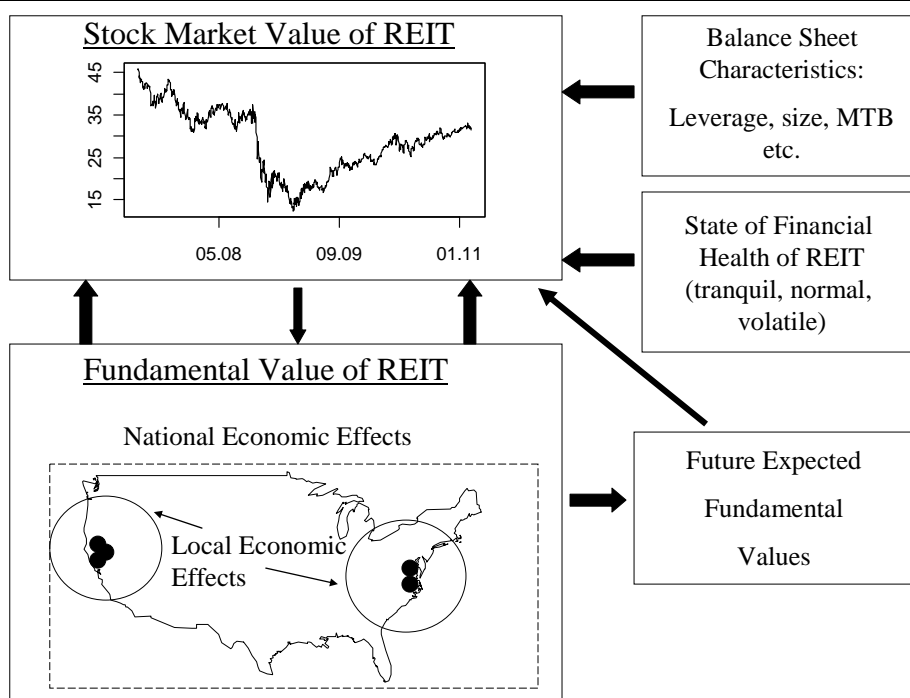 Stock Market Value of REIT
45
35
25
15
05.08
09.09
01.11
Balance Sheet
Characteristics:
Leverage, size, MTB
etc.
State of Financial
Health of REIT
(tranquil, normal,
volatile)
Fundamental Value of REIT
National Economic Effects
Local Economic
Effects
Future Expected
Fundamental
Values